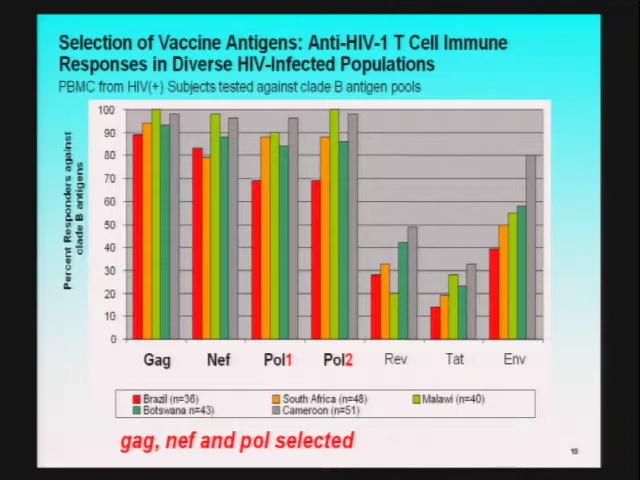 Selection of Vaccine Antigens: Anti-HIV-1 T Cell Immune
Responses in Diverse HIV-Infected Populations
PBMC from HIV(+) Subjects tested against clade B antigen pools
Percent Responders against
clade B antigens
100
90
80
70
60
50
40
30
20
10
0
Gag Nef Pol1 Pol2 Rev Tat Env
Brazil (n=36) South Africa (n=48) Malawi (n=40)
Botswana n=43) Cameroon (n=51)
gag, nef and pol selected